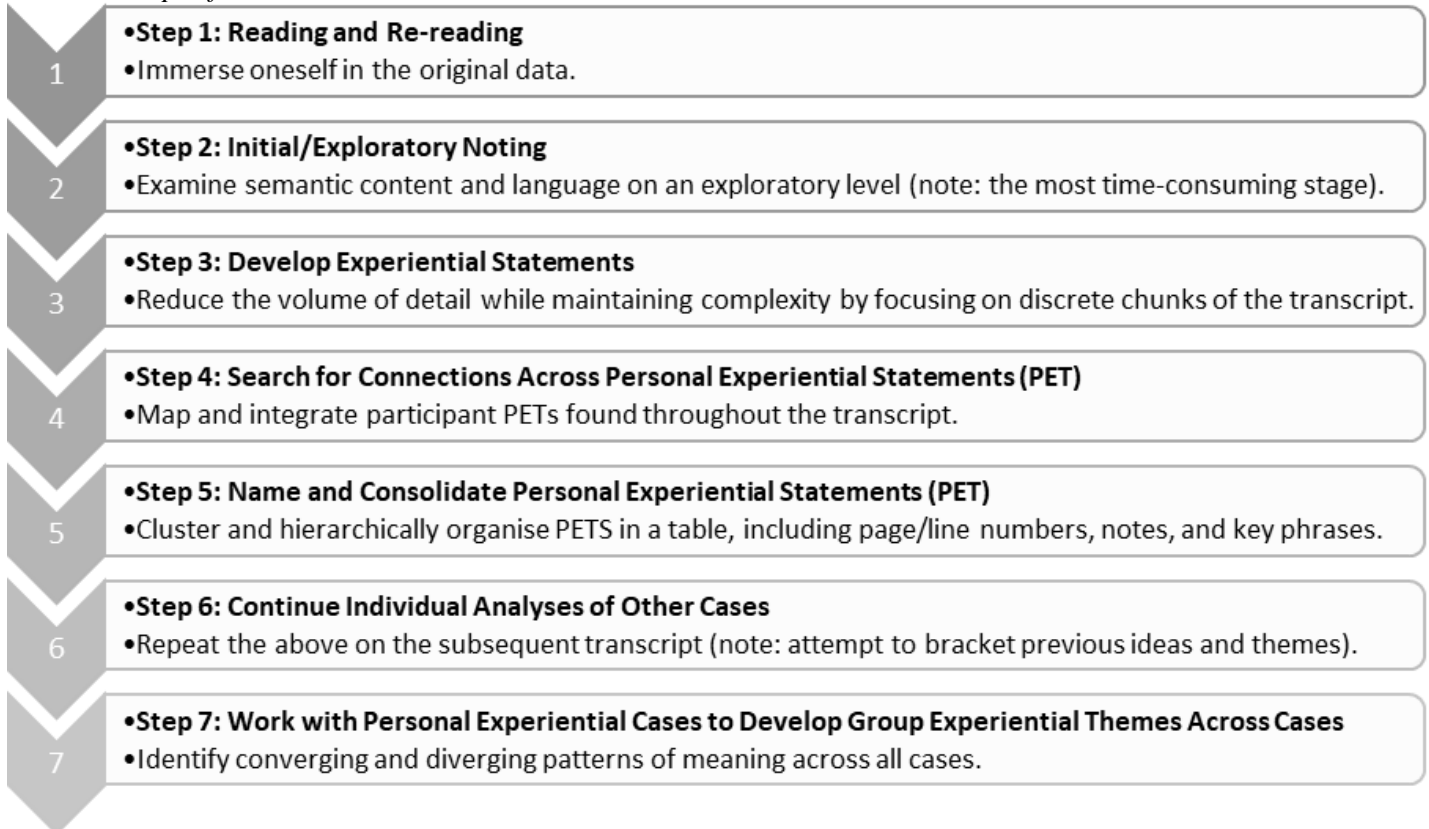 1
•Step 1: Reading and Re-reading
•Immerse oneself in the original data.
2
•Step 2: Initial/Exploratory Noting
•Examine semantic content and language on an exploratory level (note: the most time-consuming stage).
3
•Step 3: Develop Experiential Statements
•Reduce the volume of detail while maintaining complexity by focusing on discrete chunks of the transcript.
4
•Step 4: Search for Connections Across Personal Experiential Statements (PET)
•Map and integrate participant PETs found throughout the transcript.
5
•Step 5: Name and Consolidate Personal Experiential Statements (PET)
•Cluster and hierarchically organise PETS in a table, including page/line numbers, notes, and key phrases.
6
•Step 6: Continue Individual Analyses of Other Cases
•Repeat the above on the subsequent transcript (note: attempt to bracket previous ideas and themes).
7
•Step 7: Work with Personal Experiential Cases to Develop Group Experiential Themes Across Cases
•Identify converging and diverging patterns of meaning across all cases.